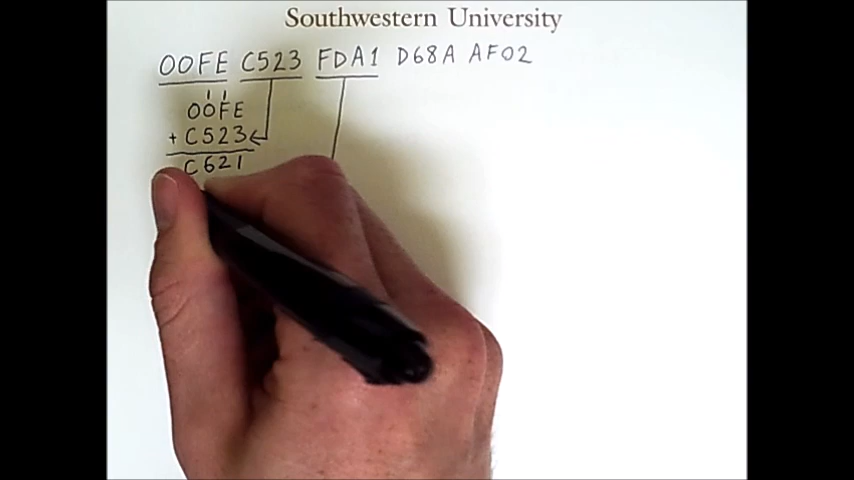 Southwestern University
00FE C523 FDA1 D68A AF02
11
00FE
+ C523
C621